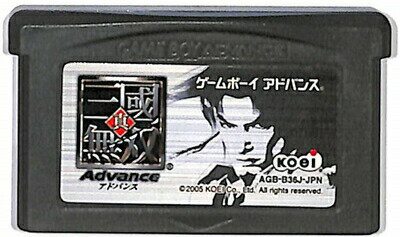 GAME BOY ADVANCE
ゲームボーイ アドバンス
真・三國無双
Advance
アドバンス
KOEI
©2005 KOEI Co., Ltd. All rights reserved.
AGB-B36J-JPN